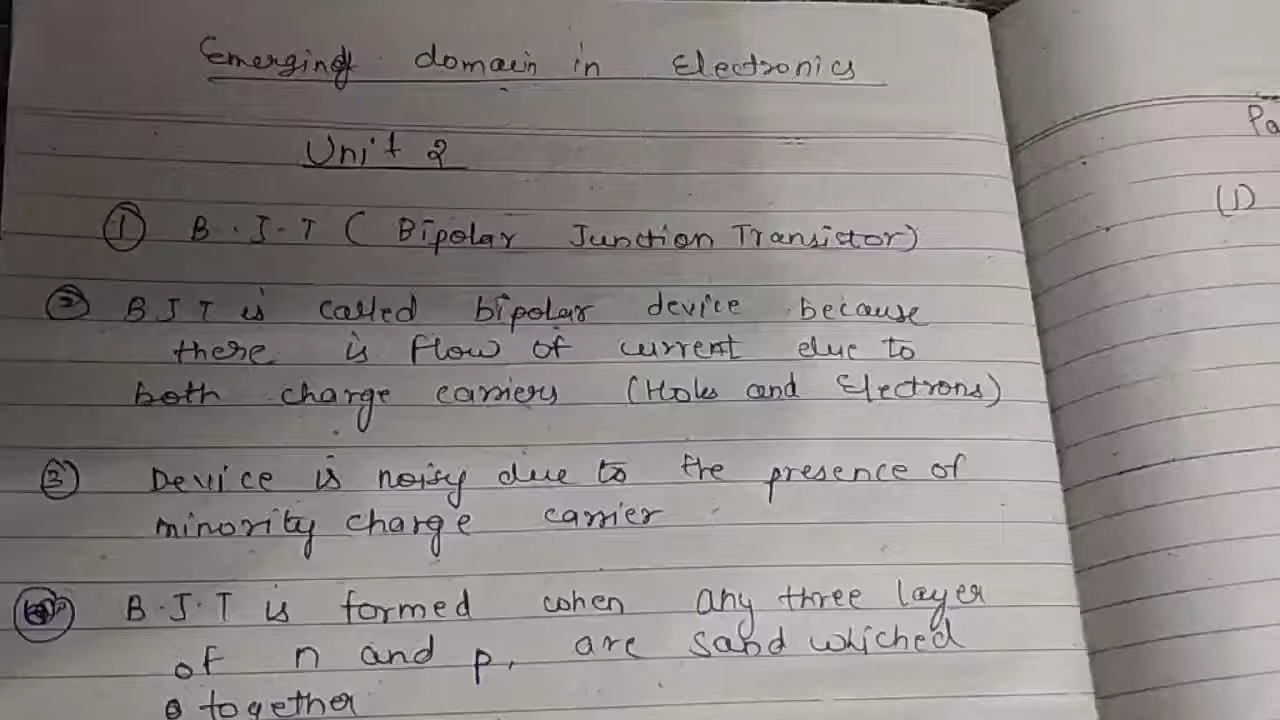 Emerging domain in Electronics
Unit 2
① B.J.T ( Bipolar Junction Transistor)
② BJT is called bipolar device because
there is flow of current due to
both charge carriers (Holes and Electrons)
③ Device is noisy due to the presence of
minority charge carrier
B.J.T is formed when any three layer
of n and p, are sandwhiched
together
Pa
(1)